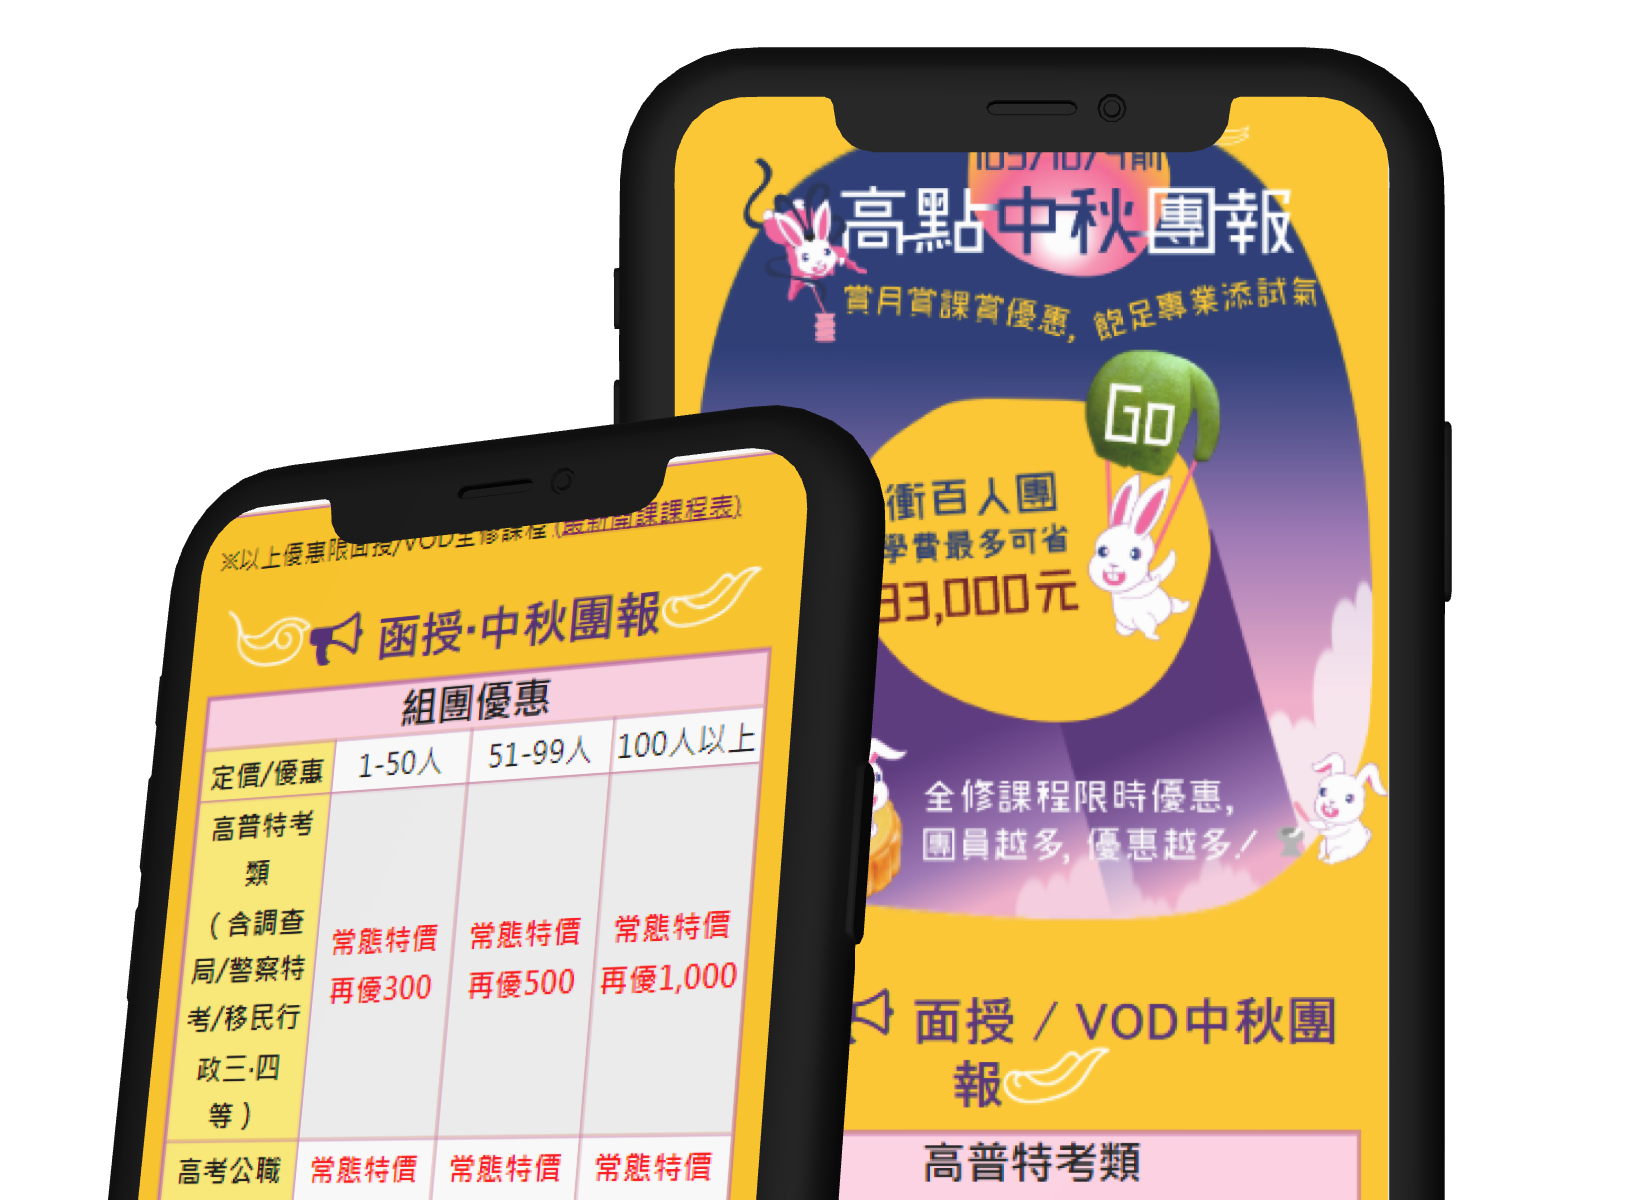 高點中秋團報
賞月賞課賞優惠, 飽足專業添試氣
Go
衝百人團
學費最多可省
33,000元
全修課程限時優惠,
團員越多, 優惠越多!
面授 / VOD中秋團
報
高普特考類
※以上優惠限面授/VOD全修課程 (最新開課課程表)
函授·中秋團報
組團優惠
定價/優惠 1-50人 51-99人 100人以上
高普特考
類
（含調查
局/警察特
考/移民行
政三·四
等）
常態特價 常態特價 常態特價
再優300 再優500 再優1,000
高考公職 常態特價 常態特價 常態特價